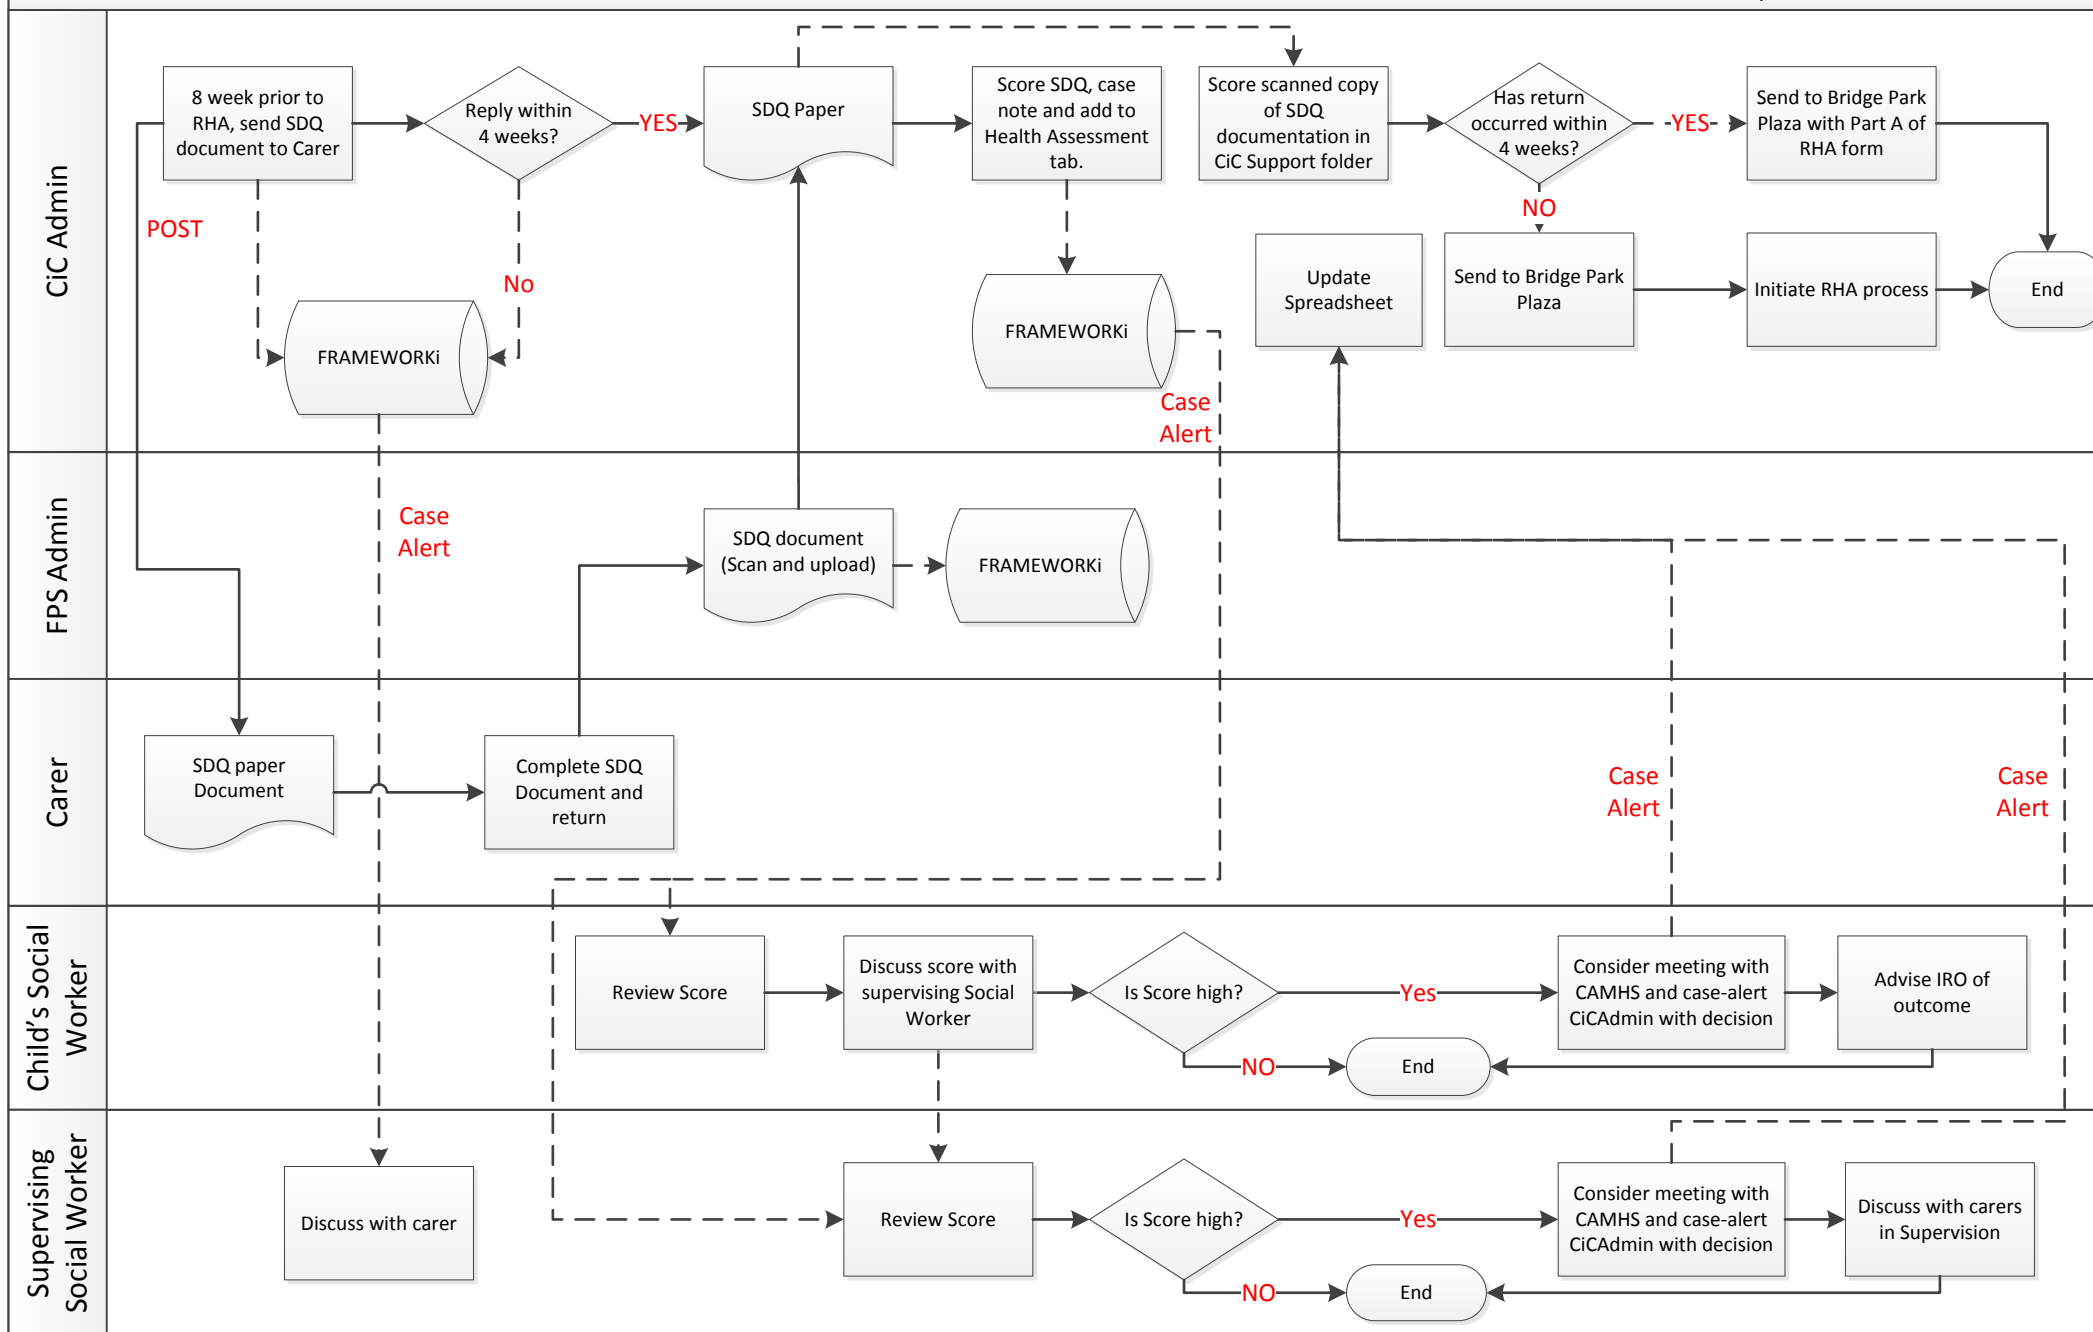 CiC Admin
8 week prior to
RHA, send SDQ
document to Carer
Reply within
4 weeks?
YES
SDQ Paper
Score SDQ, case
note and add to
Health Assessment
tab.
Score scanned copy
of SDQ
documentation in
CiC Support folder
Has return
occurred within
4 weeks?
YES
Send to Bridge Park
Plaza with Part A of
RHA form
POST
No
NO
FRAMEWORKi
FRAMEWORKi
Update
Spreadsheet
Send to Bridge Park
Plaza
Initiate RHA process
End
Case
Alert
FPS Admin
Case
Alert
SDQ document
(Scan and upload)
FRAMEWORKi
Carer
SDQ paper
Document
Complete SDQ
Document and
return
Case
Alert
Case
Alert
Child's Social
Worker
Review Score
Discuss score with
supervising Social
Worker
Is Score high?
Yes
Consider meeting with
CAMHS and case-alert
CiCAdmin with decision
Advise IRO of
outcome
NO
End
Supervising
Social Worker
Discuss with carer
Review Score
Is Score high?
Yes
Consider meeting with
CAMHS and case-alert
CiCAdmin with decision
Discuss with carers
in Supervision
NO
End